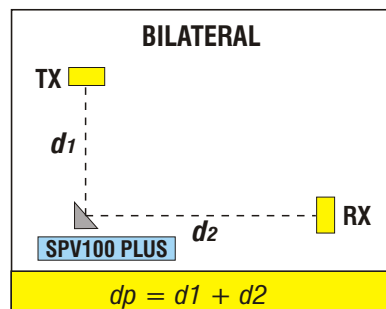 BILATERAL
TX
d1
d2
RX
SPV100 PLUS
dp = d1 + d2